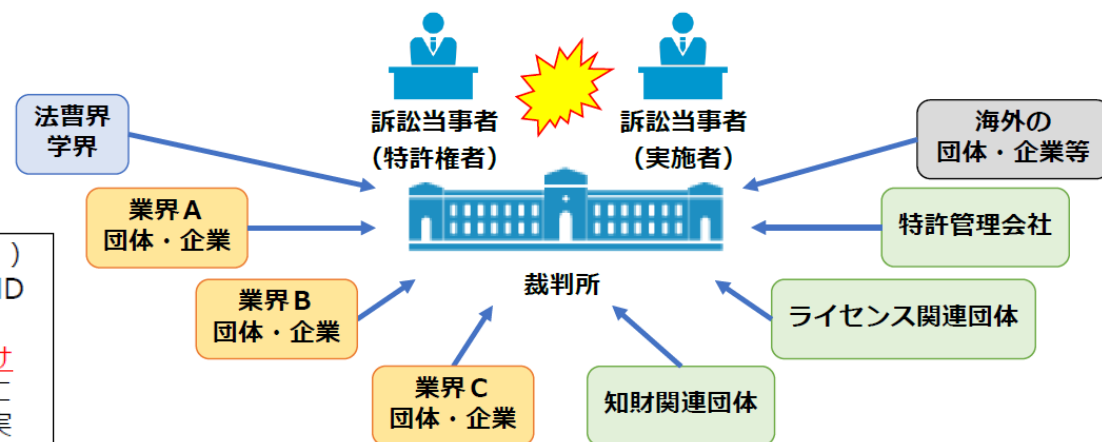 訴訟当事者
(特許権者)
訴訟当事者
(実施者)
法曹界
学界
海外の
団体・企業等
業界A
団体・企業
特許管理会社
裁判所
業界B
団体・企業
ライセンス関連団体
業界C
団体・企業
知財関連団体
)
ID
け
実